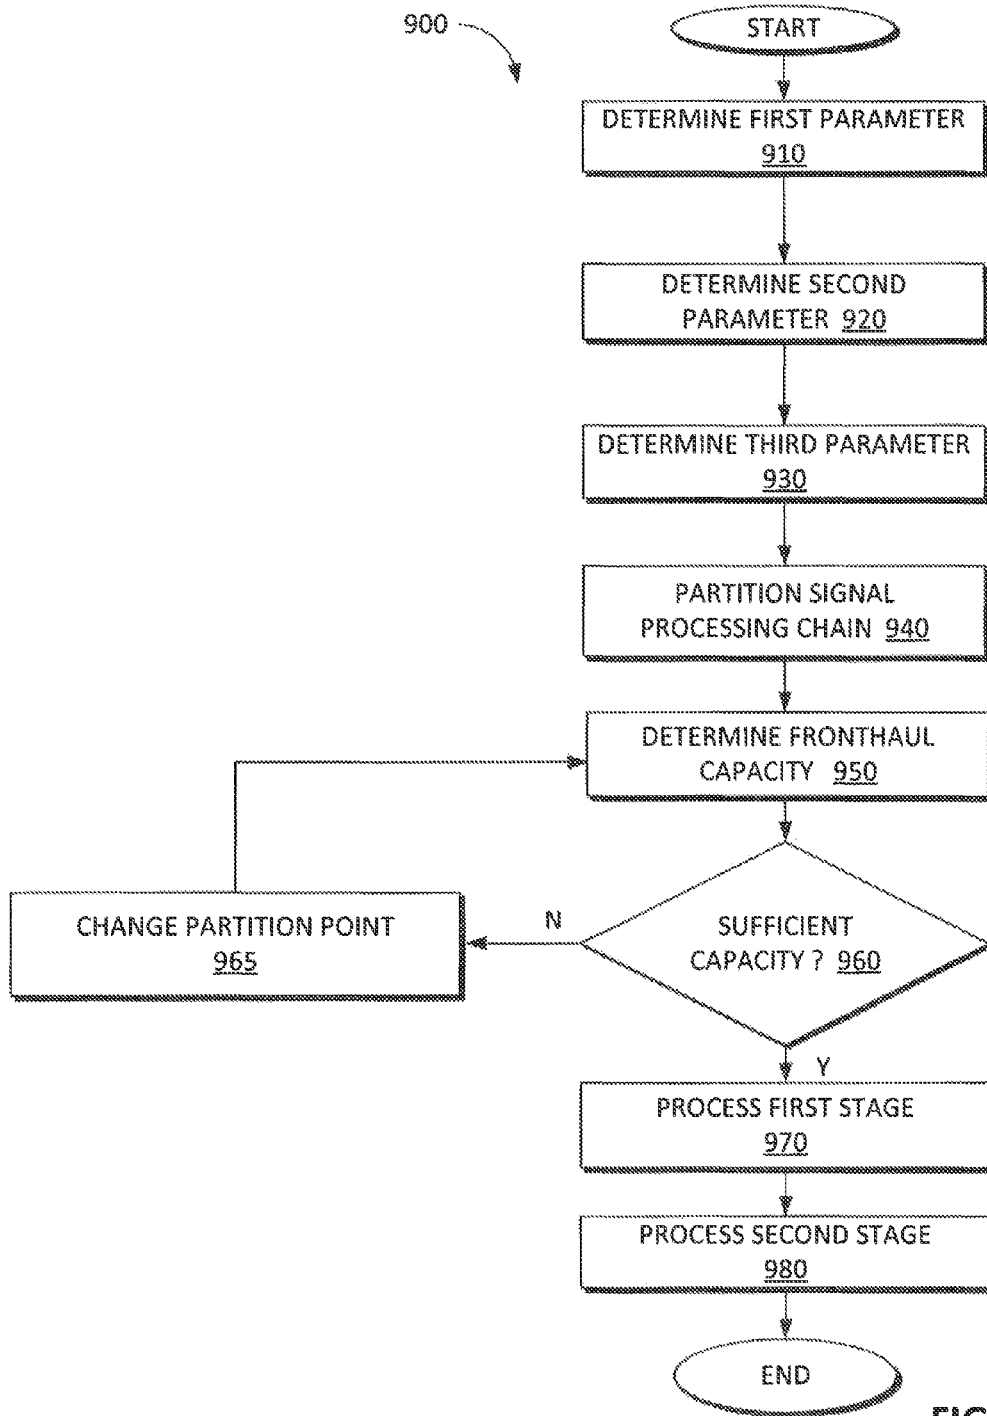 900
START
DETERMINE FIRST PARAMETER
910
DETERMINE SECOND
PARAMETER 920
DETERMINE THIRD PARAMETER
930
PARTITION SIGNAL
PROCESSING CHAIN 940
DETERMINE FRONTHAUL
CAPACITY 950
CHANGE PARTITION POINT
965
N
SUFFICIENT
CAPACITY ? 960
Y
PROCESS FIRST STAGE
970
PROCESS SECOND STAGE
980
END
FIG